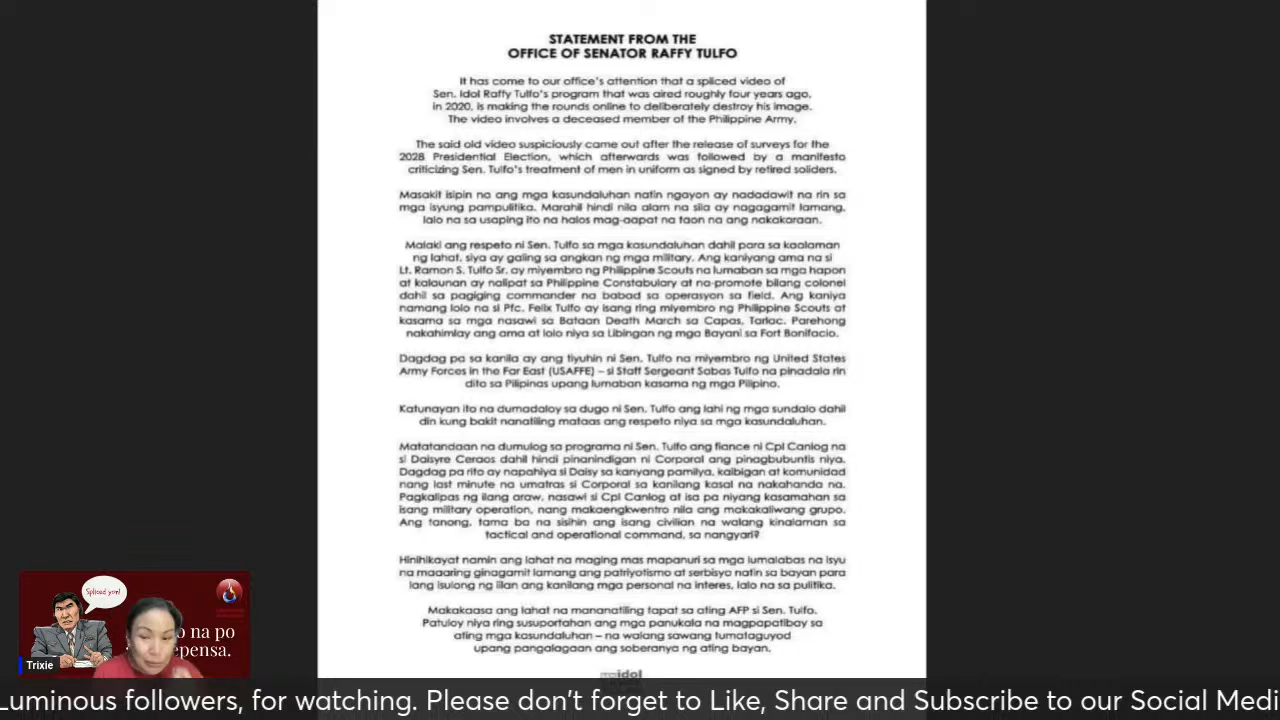 STATEMENT FROM THE
OFFICE OF SENATOR RAFFY TULFO
It has come to our office's attention that a spliced video of
Sen. Idol Raffy Tulfo's program that was aired roughly four years ago,
in 2020, is making the rounds online to deliberately destroy his image.
The video involves a deceased member of the Philippine Army.
The said old video suspiciously came out after the release of surveys for the
2028 Presidential Election, which afterwards was followed by a manifesto
criticizing Sen. Tulfo's treatment of men in uniform as signed by retired soliders.
Masakit isipin na ang mga kasundaluhan natin ngayon ay nadadawit na rin sa
mga isyung pampulitika. Marahil hindi nila alam na sila ay nagagamit lamang,
lalo na sa usaping ito na halos mag-aapat na taon na ang nakakaraan.
Malaki ang respeto ni Sen. Tulfo sa mga kasundaluhan dahil para sa kaalaman
ng lahat, siya ay galing sa angkan ng mga military. Ang kaniyang ama na si
Lt. Ramon S. Tulfo Sr. ay miyembro ng Philippine Scouts na lumaban sa mga hapon
at kalaunan ay nalipat sa Philippine Constabulary at na-promote bilang colonel
dahil sa pagiging commander na babad sa operasyon sa field. Ang kaniya
namang lolo na si Pfc. Felix Tulfo ay isang ring miyembro ng Philippine Scouts at
kasama sa mga nasawi sa Bataan Death March sa Capas, Tarlac. Parehong
nakahimlay ang ama at lolo niya sa Libingan ng mga Bayani sa Fort Bonifacio.
Dagdag pa sa kanila ay ang tiyuhin ni Sen. Tulfo na miyembro ng United States
Army Forces in the Far East (USAFFE) – si Staff Sergeant Sabas Tulfo na pinadala rin
dito sa Pilipinas upang lumaban kasama ng mga Pilipino.
Katunayan ito na dumadaloy sa dugo ni Sen. Tulfo ang lahi ng mga sundalo dahil
din kung bakit nanatiling mataas ang respeto niya sa mga kasundaluhan.
Matatandaan na dumulog sa programa ni Sen. Tulfo ang fiance ni Cpl Canlog na
si Daisyre Ceraos dahil hindi pinanindigan ni Corporal ang pinagbubuntis niya.
Dagdag pa rito ay napahiya si Daisy sa kanyang pamilya, kaibigan at komunidad
nang last minute na umatras si Corporal sa kanilang kasal na nakahanda na.
Pagkalipas ng ilang araw, nasawi si Cpl Canlog at isa pa niyang kasamahan sa
isang military operation, nang makaengkwentro nila ang makakaliwang grupo.
Ang tanong, tama ba na sisihin ang isang civilian na walang kinalaman sa
tactical and operational command, sa nangyari?
Hinihikayat namin ang lahat na maging mas mapanuri sa mga lumalabas na isyu
na maaaring ginagamit lamang ang patriyotismo at serbisyo natin sa bayan para
lang isulong ng iilan ang kanilang mga personal na interes, lalo na sa pulitika.
Makakaasa ang lahat na mananatiling tapat sa ating AFP si Sen. Tulfo.
Patuloy niya ring susuportahan ang mga panukala na magpapatibay sa
ating mga kasundaluhan – na walang sawang tumataguyod
upang pangalagaan ang soberanya ng ating bayan.
idol
Spliced yan!
o na po
epensa.
Trixie
Luminous followers, for watching. Please don't forget to Like, Share and Subscribe to our Social Medi